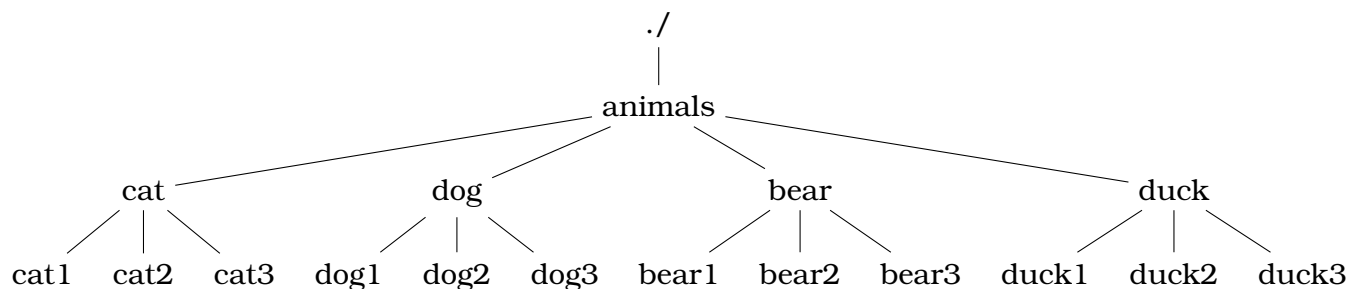 ./
animals
cat dog bear duck
cat1 cat2 cat3 dog1 dog2 dog3 bear1 bear2 bear3 duck1 duck2 duck3